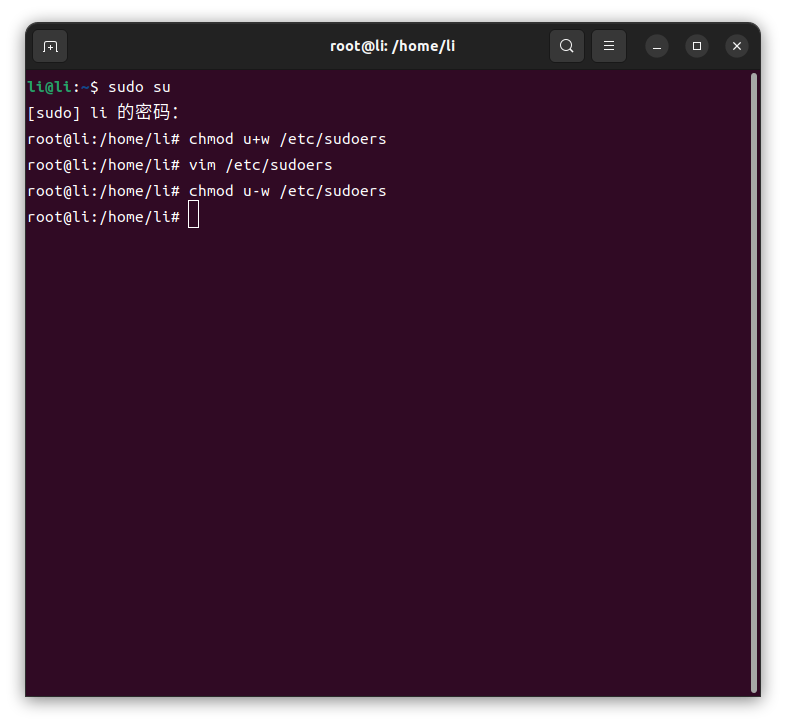 root@li: /home/li
li@li:~$ sudo su
[sudo] li 的密码：
root@li:/home/li# chmod u+w /etc/sudoers
root@li:/home/li# vim /etc/sudoers
root@li:/home/li# chmod u-w /etc/sudoers
root@li:/home/li#